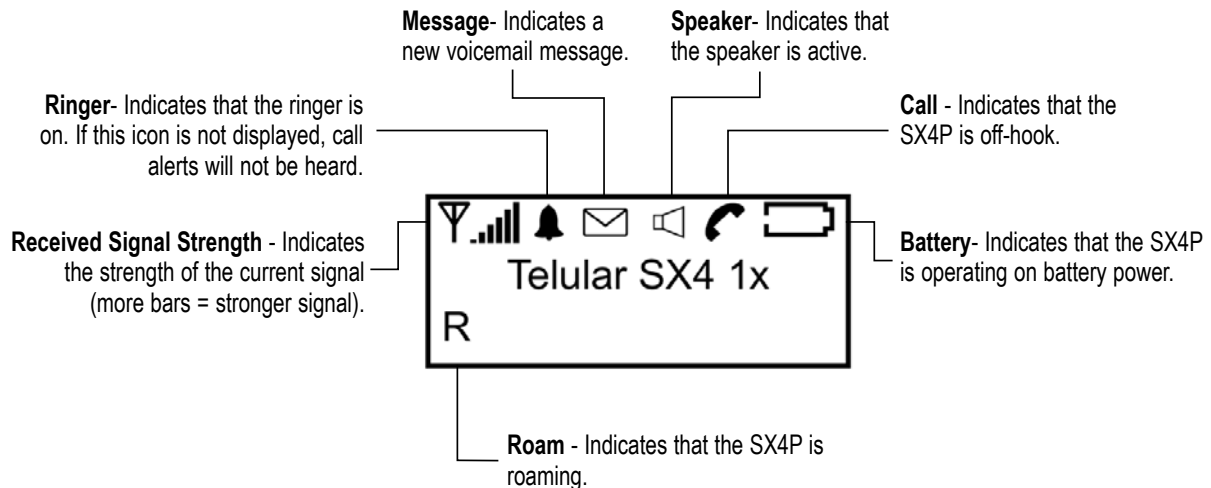 Message- Indicates a
new voicemail message.
Speaker- Indicates that
the speaker is active.
Ringer- Indicates that the ringer is
on. If this icon is not displayed, call
alerts will not be heard.
Call - Indicates that the
SX4P is off-hook.
Received Signal Strength - Indicates
the strength of the current signal
(more bars = stronger signal).
Telular SX4 1x
R
Battery- Indicates that the SX4P
is operating on battery power.
Roam - Indicates that the SX4P is
roaming.